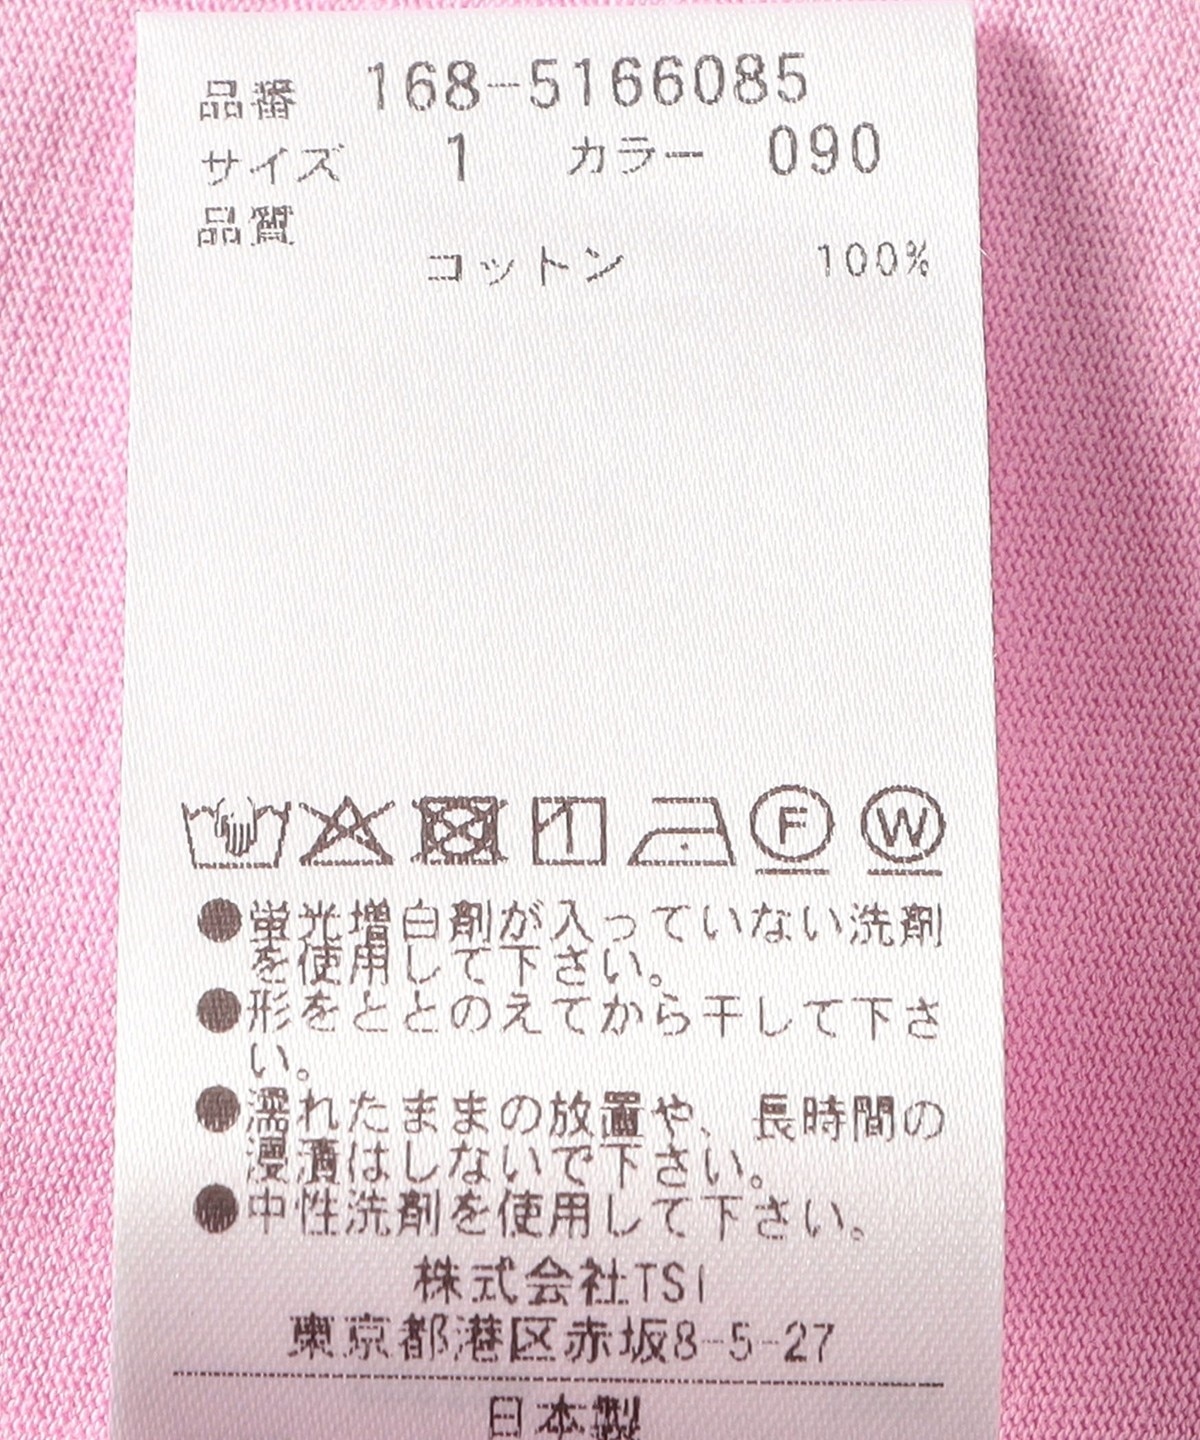 品番 168-5166085
サイズ 1 カラー 090
品質
コットン 100%
F W
●蛍光増白剤が入っていない洗剤
を使用して下さい。
●形をととのえてから干して下さ
い。
●濡れたままの放置や、長時間の
浸漬はしないで下さい。
●中性洗剤を使用して下さい。
株式会社TSI
東京都港区赤坂8-5-27
日本製